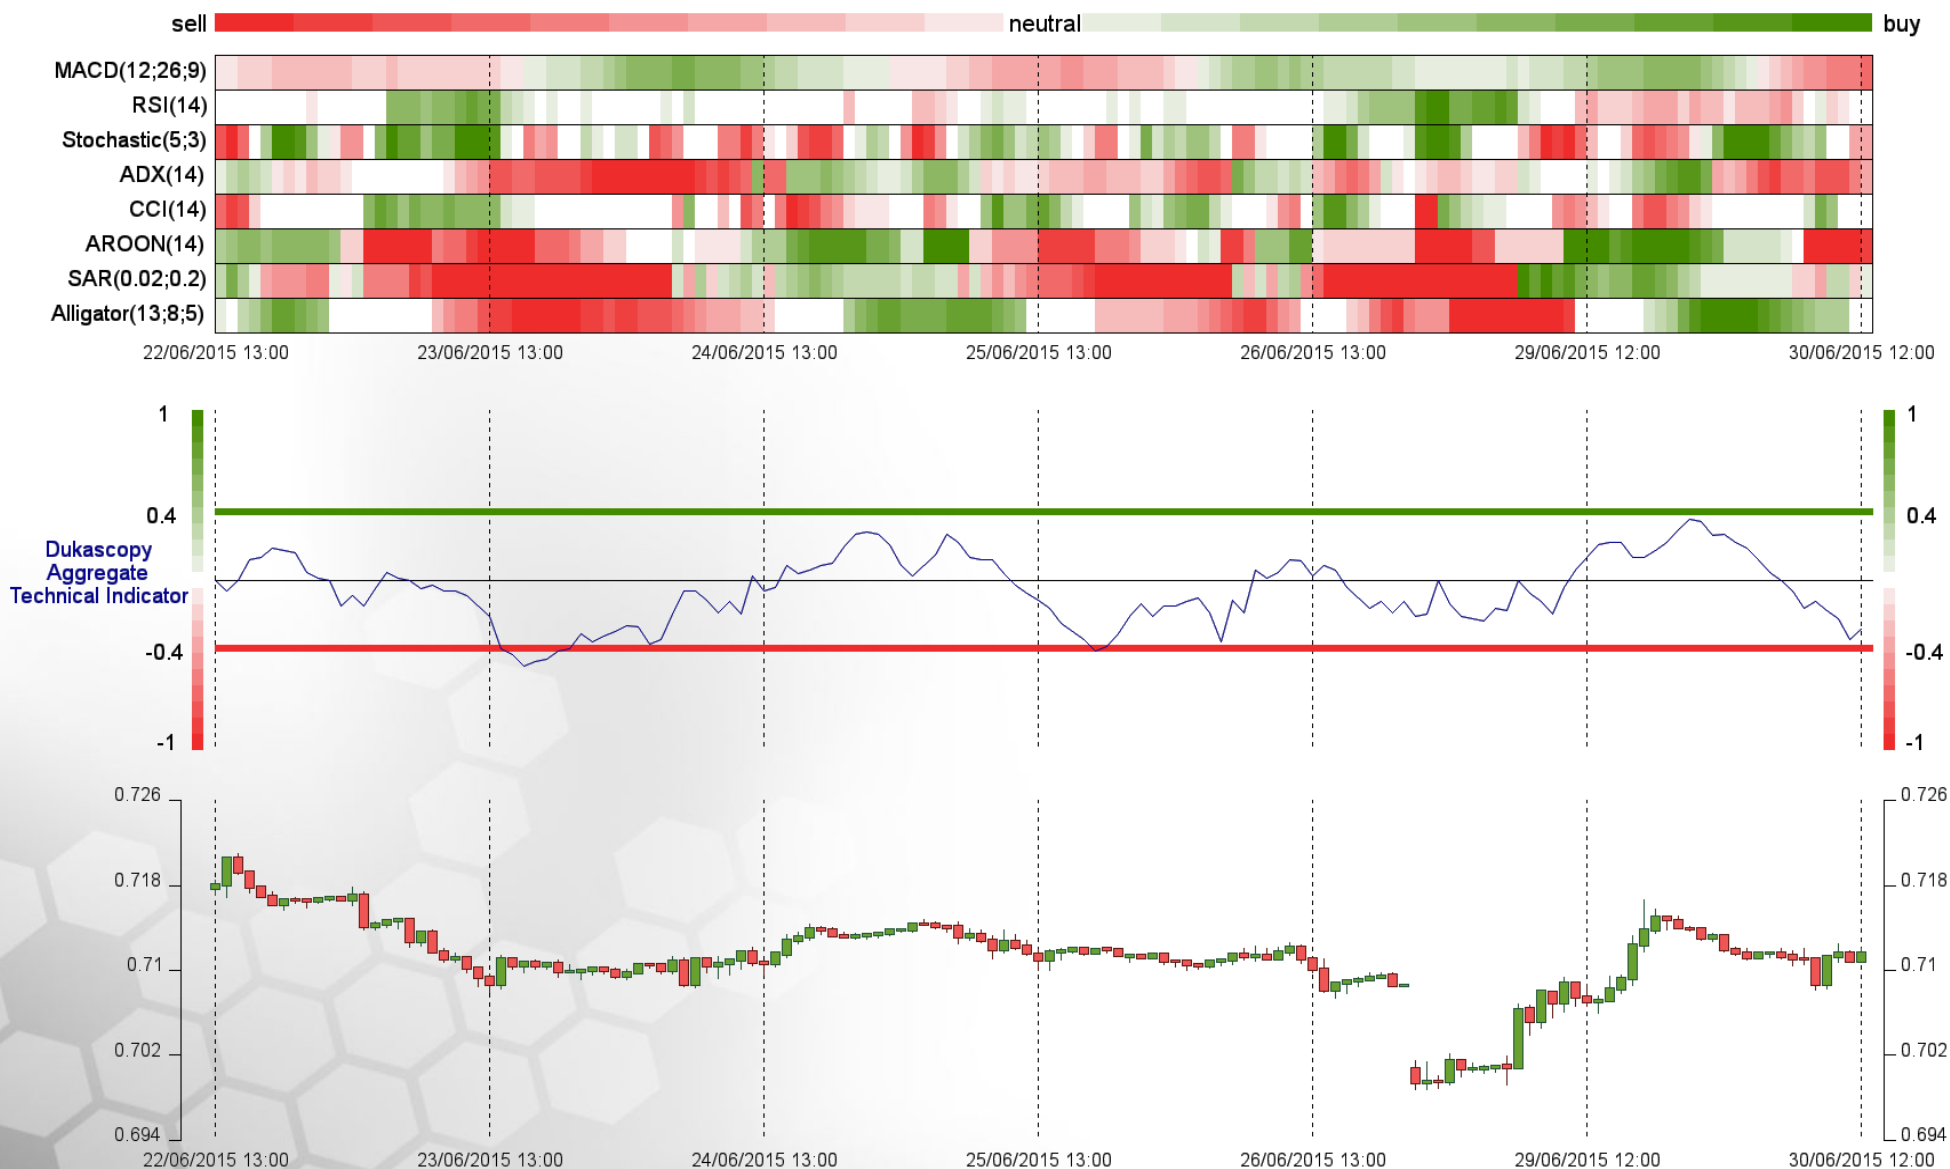 sell neutral buy
MACD(12;26;9)
RSI(14)
Stochastic(5;3)
ADX(14)
CCI(14)
AROON(14)
SAR(0.02;0.2)
Alligator(13;8;5)
22/06/2015 13:00 23/06/2015 13:00 24/06/2015 13:00 25/06/2015 13:00 26/06/2015 13:00 29/06/2015 12:00 30/06/2015 12:00
1 1
0.4 0.4
Dukascopy
Aggregate
Technical Indicator
-0.4 -0.4
-1 -1
0.726 0.726
0.718 0.718
0.71 0.71
0.702 0.702
0.694 0.694
22/06/2015 13:00 23/06/2015 13:00 24/06/2015 13:00 25/06/2015 13:00 26/06/2015 13:00 29/06/2015 12:00 30/06/2015 12:00